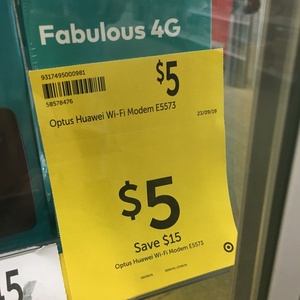 Fabulous 4G
9317495000981
$5
58578476
Optus Huawei Wi-Fi Modem E5573
23/09/19
$5
Save $15
Optus Huawei Wi-Fi Modem E5573
45